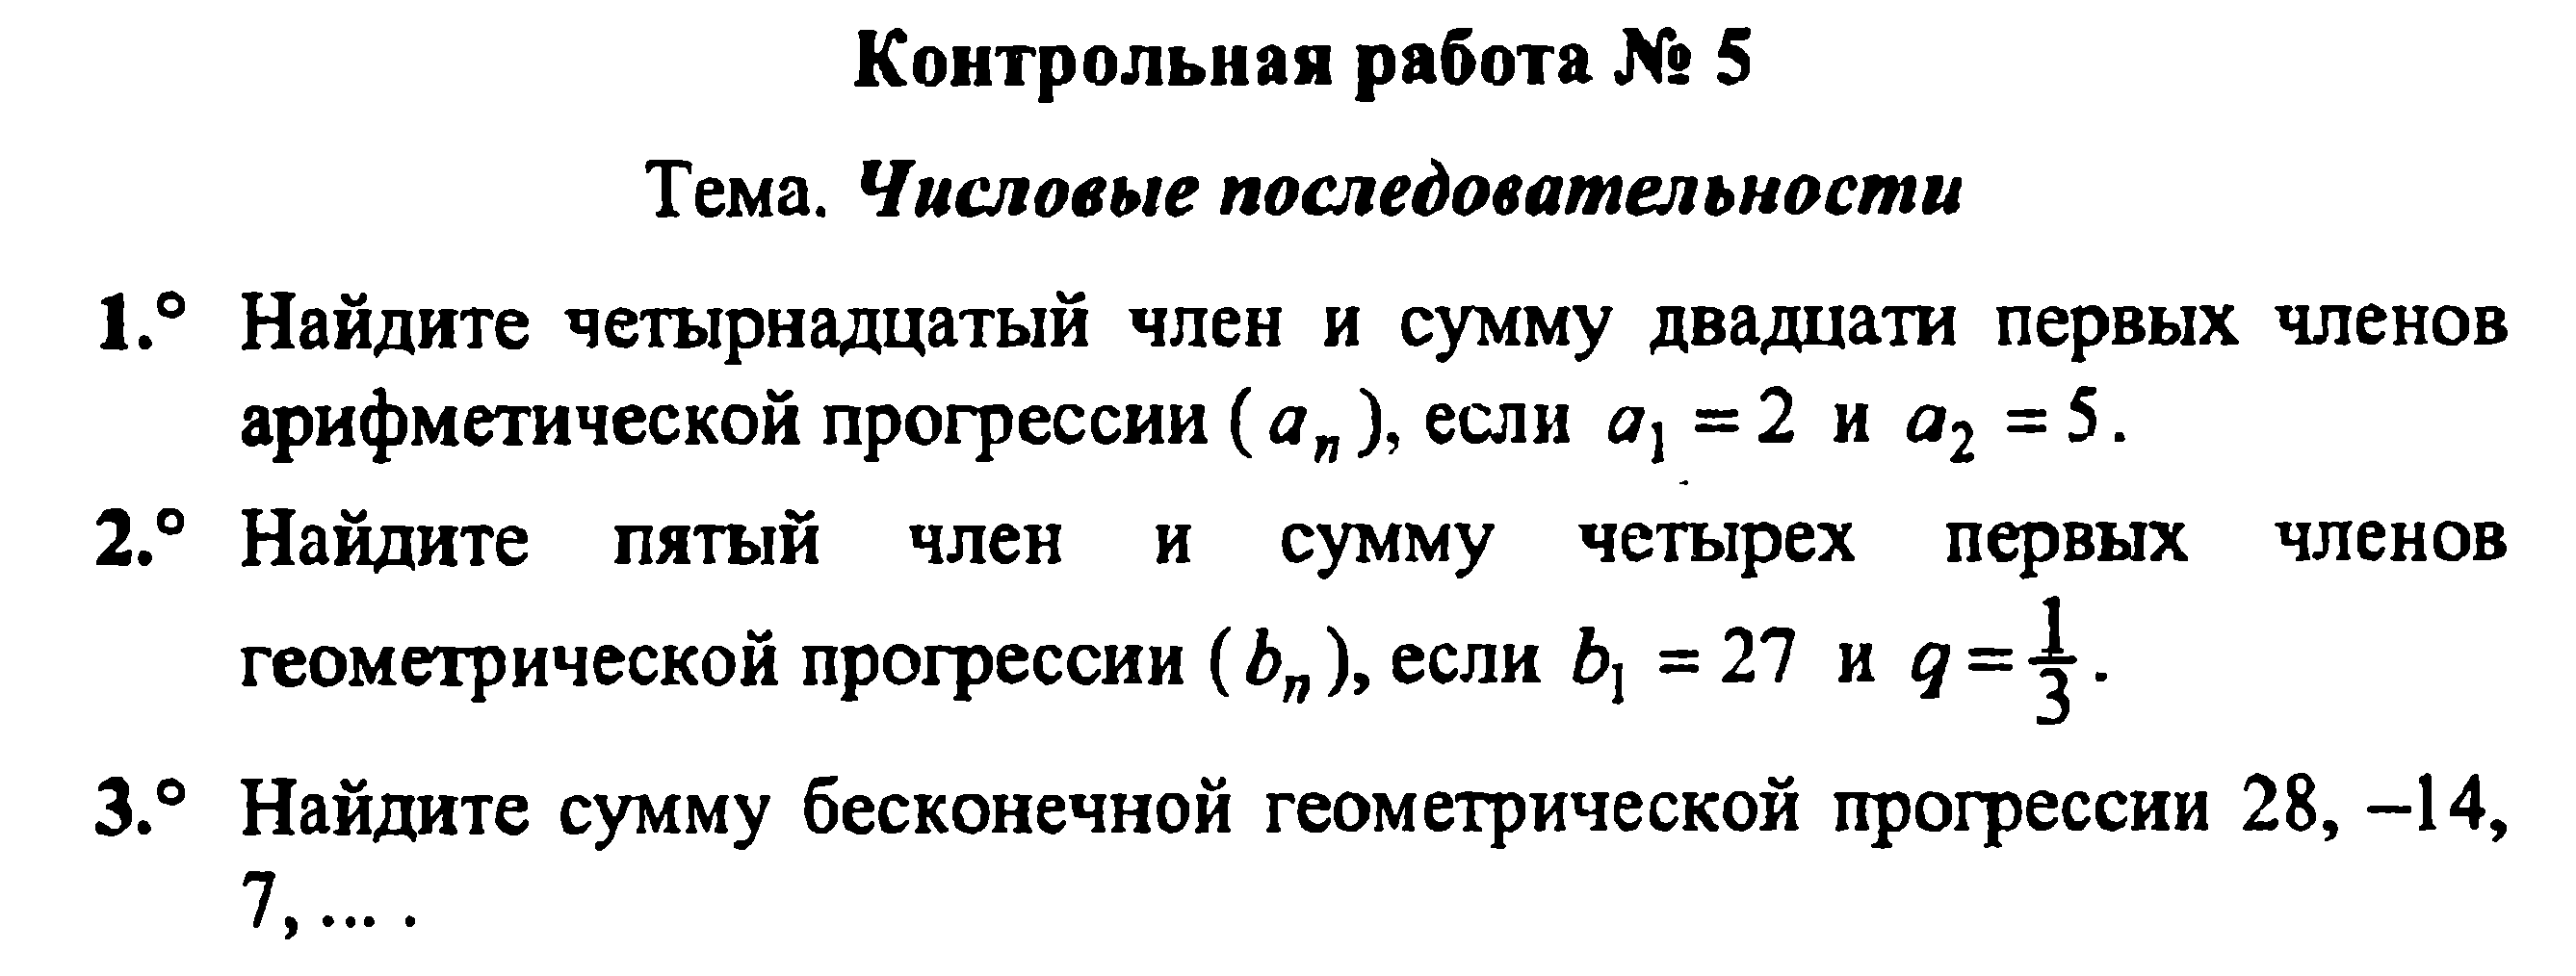 Контрольная работа № 5
Тема. Числовые последовательности
1.° Найдите четырнадцатый член и сумму двадцати первых членов
арифметической прогрессии (aₙ), если a₁ = 2 и a₂ = 5.
2.° Найдите пятый член и сумму четырех первых членов
геометрической прогрессии (bₙ), если b₁ = 27 и q = 1/3.
3.° Найдите сумму бесконечной геометрической прогрессии 28, –14,
7, ... .